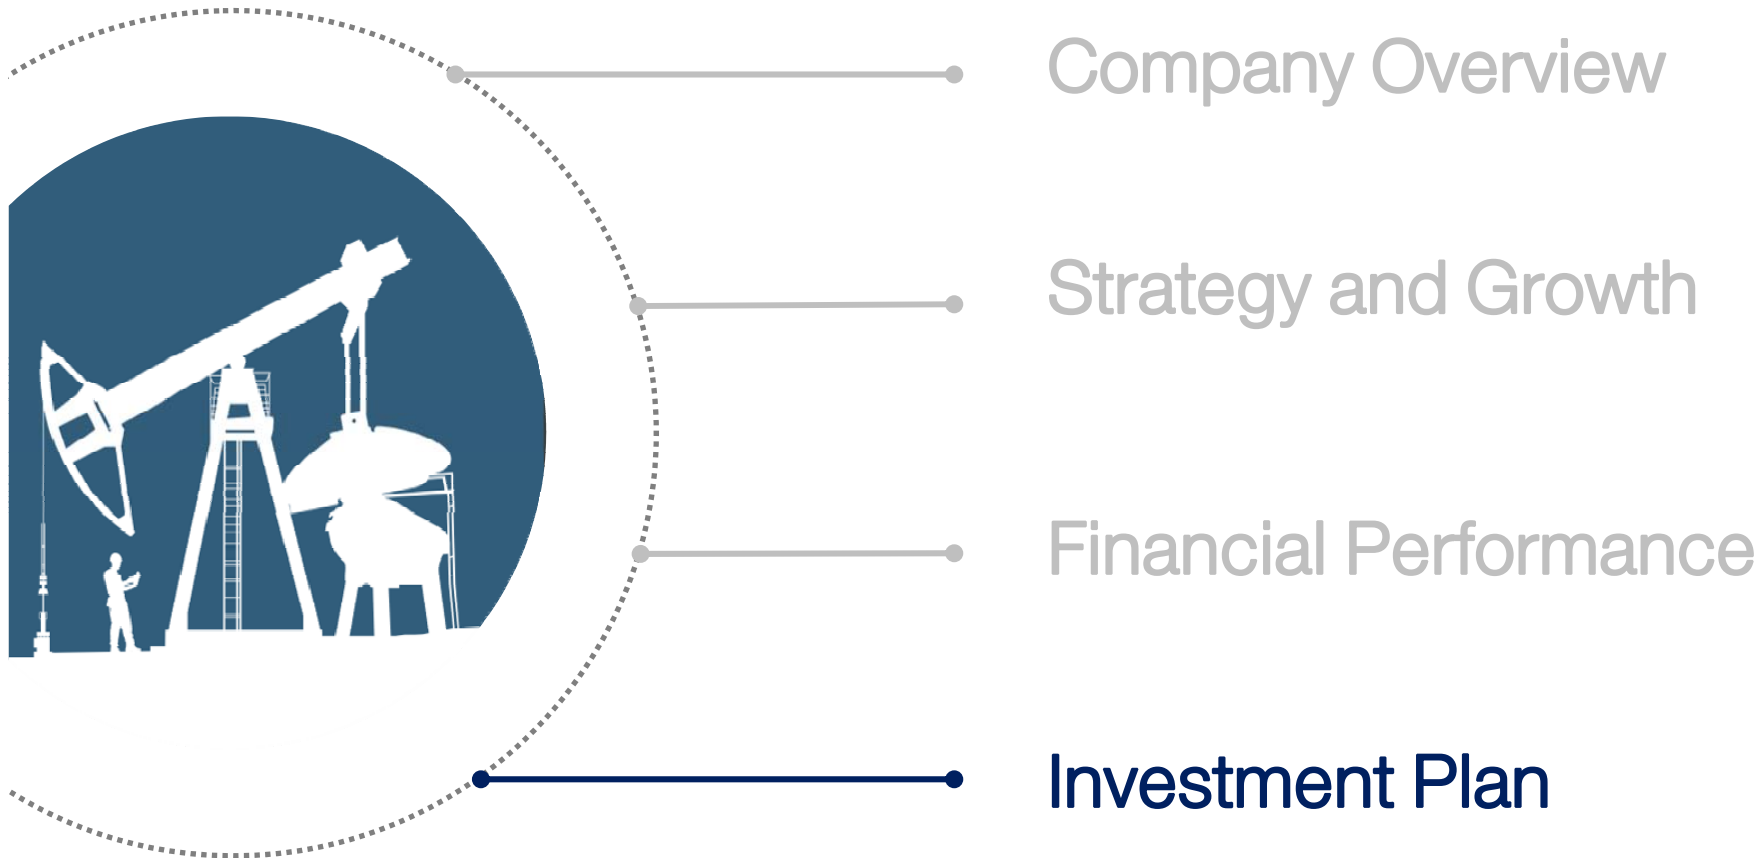 Company Overview
Strategy and Growth
Financial Performance
Investment Plan